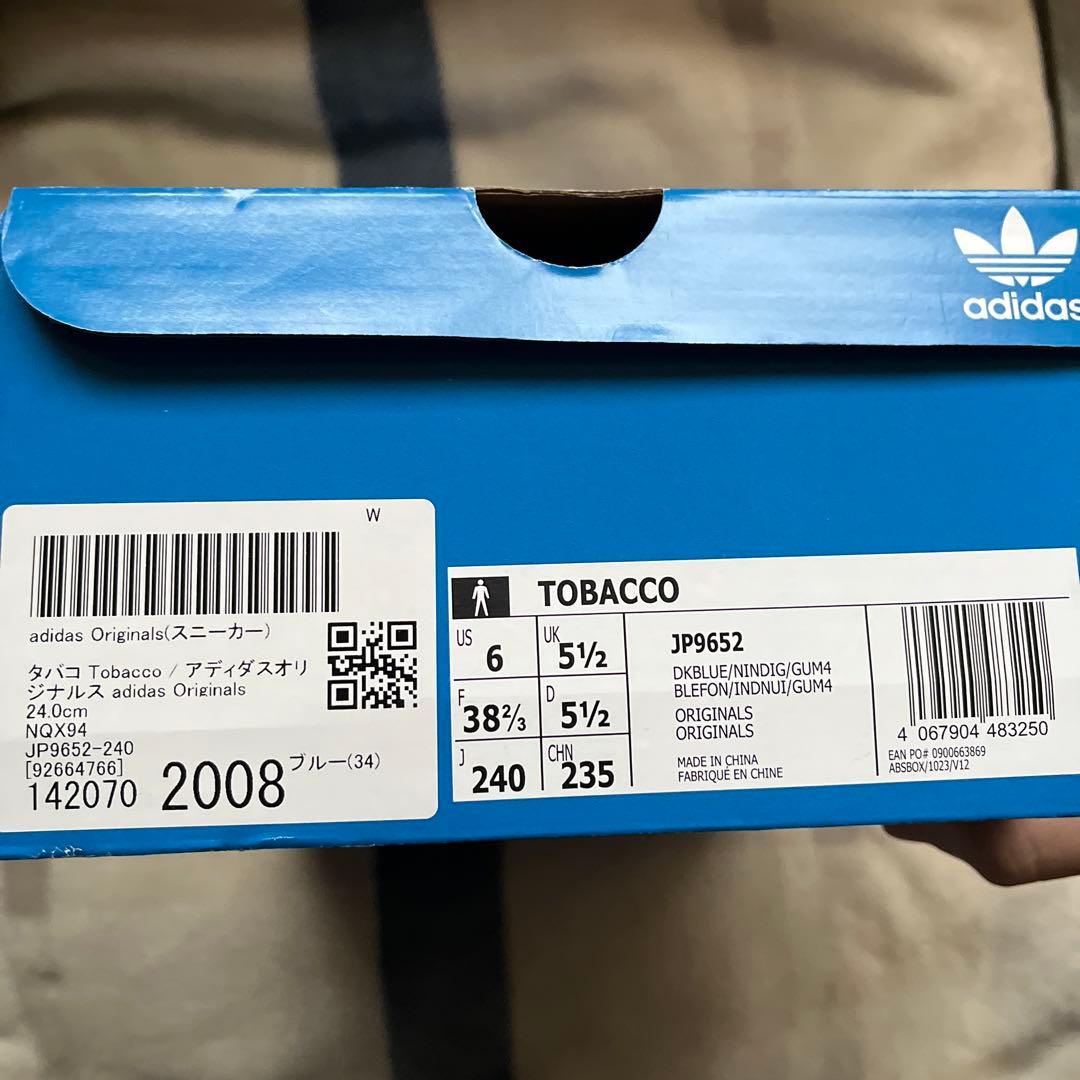 adidas
W
adidas Originals(スニーカー)
タバコ Tobacco / アディダスオリ
ジナルス adidas Originals
24.0cm
NQX94
JP9652-240
[92664766]
142070 2008 ブルー(34)
TOBACCO
US 6
UK 5½
F 38⅔
D 5½
J 240
CHN 235
JP9652
DKBLUE/NINDIG/GUM4
BLEFON/INDNUI/GUM4
ORIGINALS
ORIGINALS
MADE IN CHINA
FABRIQUÉ EN CHINE
4 067904 483250
EAN PO# 0900663869
ABSBOX/1023/V12